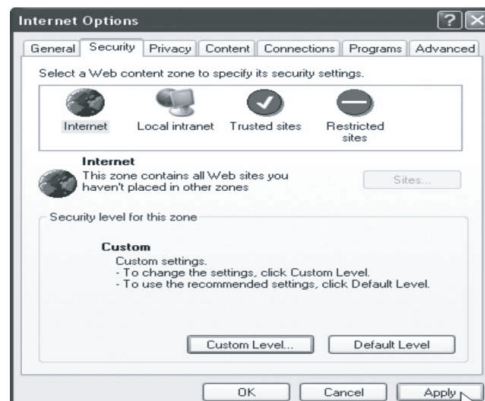 Internet Options
General Security Privacy Content Connections Programs Advanced
Select a Web content zone to specify its security settings.
Internet Local intranet Trusted sites Restricted sites
Internet
This zone contains all Web sites you
haven't placed in other zones
Sites...
Security level for this zone
Custom
Custom settings.
- To change the settings, click Custom Level.
- To use the recommended settings, click Default Level.
Custom Level... Default Level
OK Cancel Apply